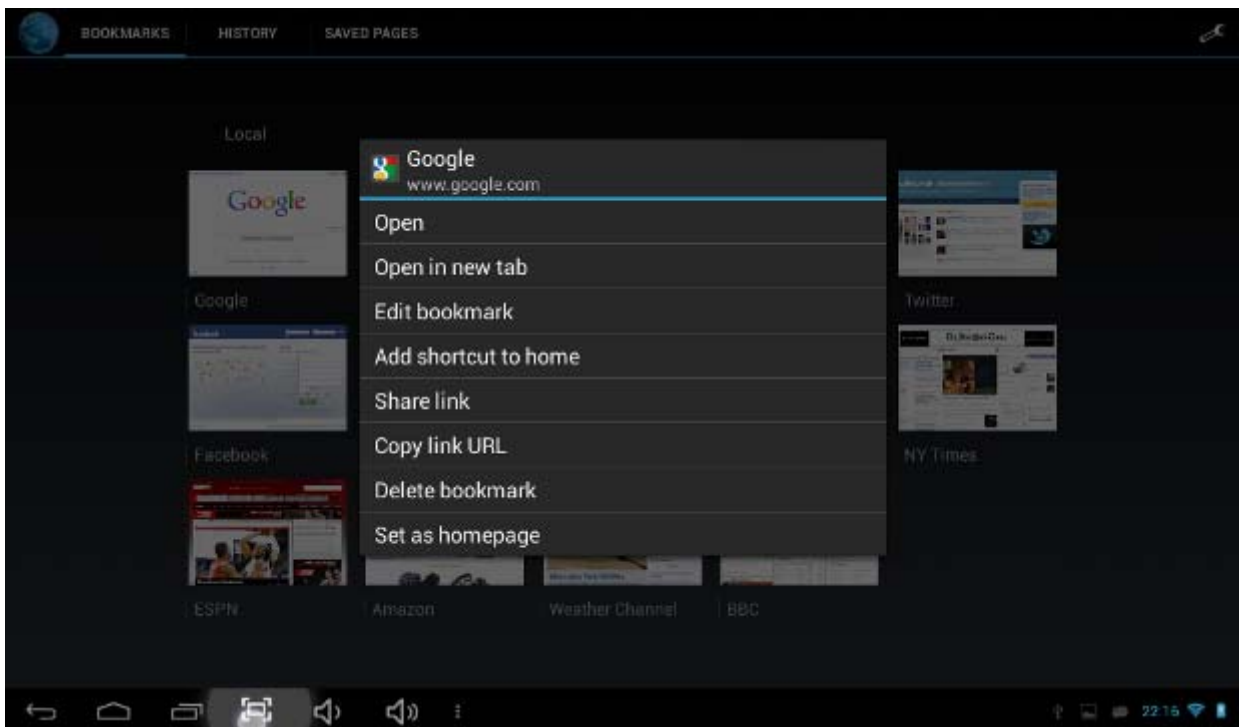 BOOKMARKS HISTORY SAVED PAGES
Local
Google
www.google.com
Open
Open in new tab
Edit bookmark
Add shortcut to home
Share link
Copy link URL
Delete bookmark
Set as homepage
Google
Google
Twitter
Facebook
NY Times
ESPN
Amazon
Weather Channel
BBC
22:16